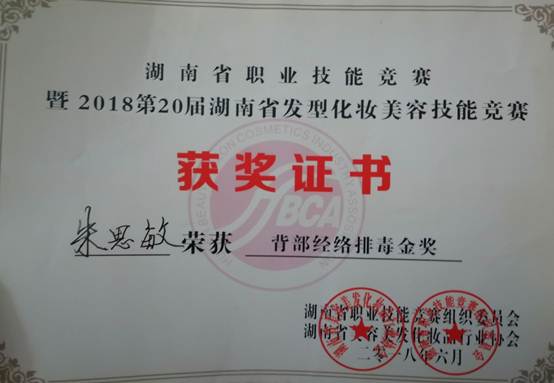 湖南省职业技能竞赛
暨2018第20届湖南省发型化妆美容技能竞赛
获奖证书
朱思敏荣获 背部经络排毒金奖
湖南省职业技能竞赛组织委员会
湖南省美容美发化妆品行业协会
二〇一八年六月
BCA